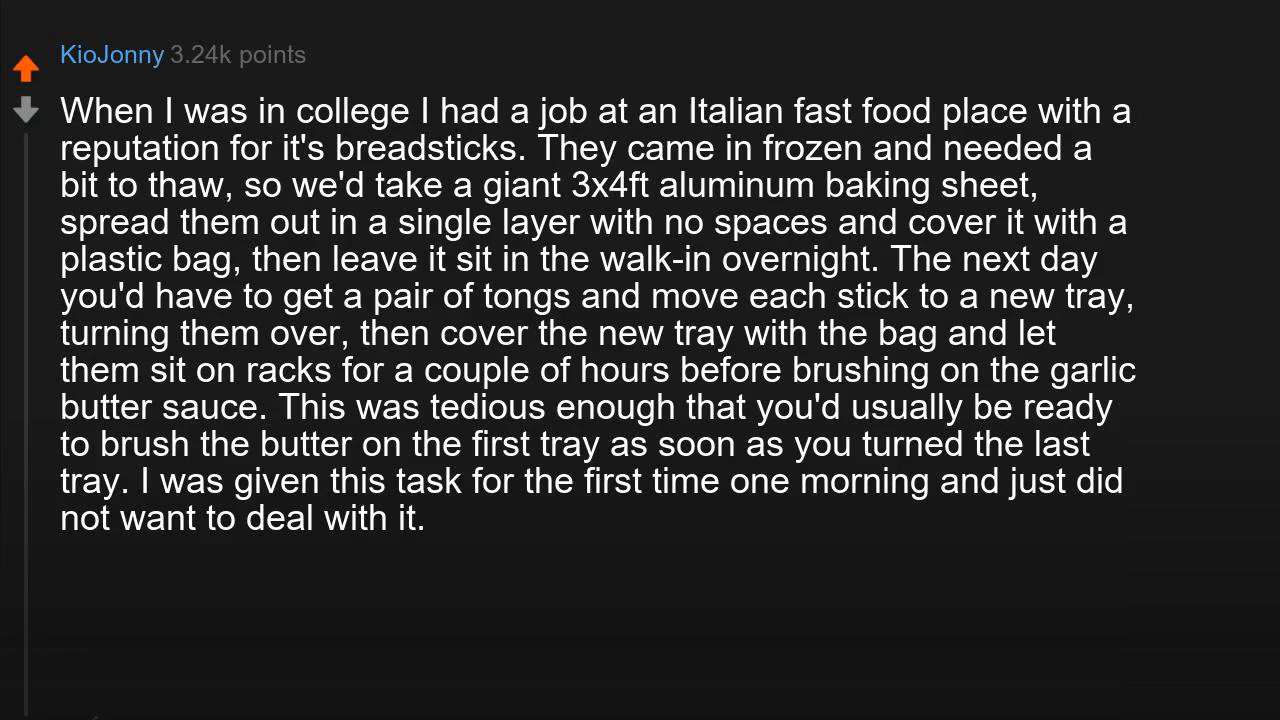 KioJonny 3.24k points
When I was in college I had a job at an Italian fast food place with a
reputation for it's breadsticks. They came in frozen and needed a
bit to thaw, so we'd take a giant 3x4ft aluminum baking sheet,
spread them out in a single layer with no spaces and cover it with a
plastic bag, then leave it sit in the walk-in overnight. The next day
you'd have to get a pair of tongs and move each stick to a new tray,
turning them over, then cover the new tray with the bag and let
them sit on racks for a couple of hours before brushing on the garlic
butter sauce. This was tedious enough that you'd usually be ready
to brush the butter on the first tray as soon as you turned the last
tray. I was given this task for the first time one morning and just did
not want to deal with it.